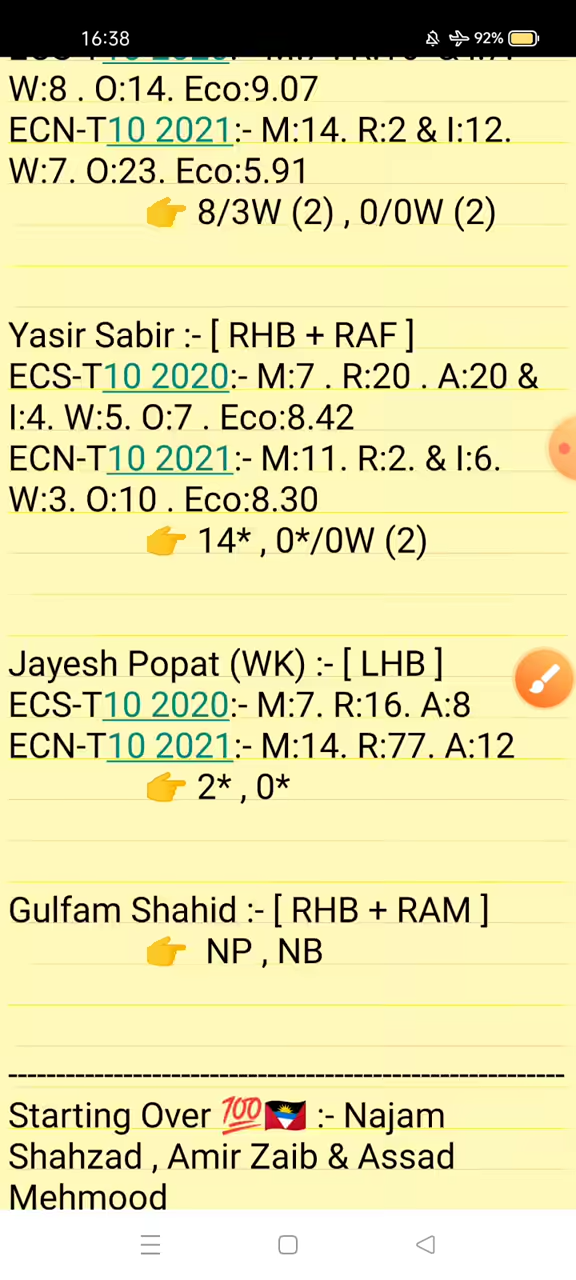 16:38
92%
W:8 . O:14. Eco:9.07
ECN-T10 2021:- M:14. R:2 & I:12.
W:7. O:23. Eco:5.91
👉 8/3W (2) , 0/0W (2)
Yasir Sabir :- [ RHB + RAF ]
ECS-T10 2020:- M:7 . R:20 . A:20 &
I:4. W:5. O:7 . Eco:8.42
ECN-T10 2021:- M:11. R:2. & I:6.
W:3. O:10 . Eco:8.30
👉 14* , 0*/0W (2)
Jayesh Popat (WK) :- [ LHB ]
ECS-T10 2020:- M:7. R:16. A:8
ECN-T10 2021:- M:14. R:77. A:12
👉 2* , 0*
Gulfam Shahid :- [ RHB + RAM ]
👉 NP , NB
----------------------------------------------------------
Starting Over 💯🇦🇬 :- Najam
Shahzad , Amir Zaib & Assad
Mehmood